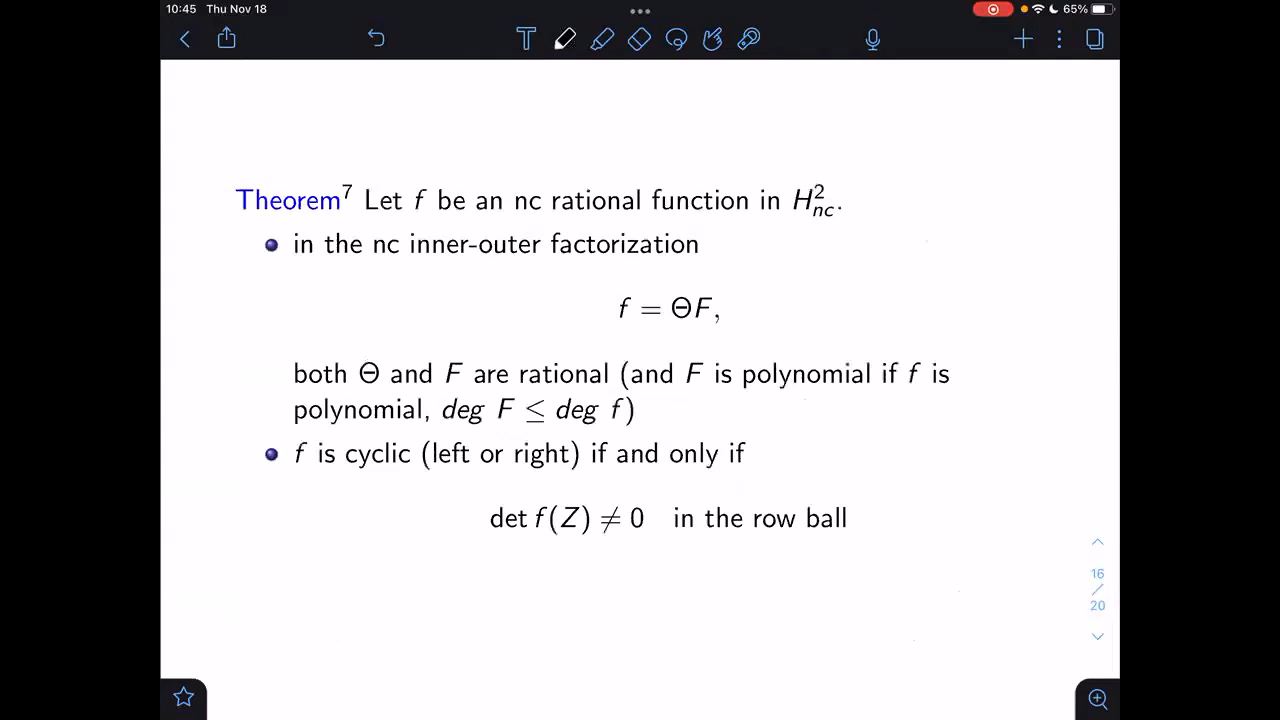 10:45 Thu Nov 18
65%
T
Theorem⁷ Let f be an nc rational function in H²_nc.
in the nc inner-outer factorization
f = ΘF,
both Θ and F are rational (and F is polynomial if f is
polynomial, deg F ≤ deg f)
f is cyclic (left or right) if and only if
det f(Z) ≠ 0 in the row ball
16
/
20